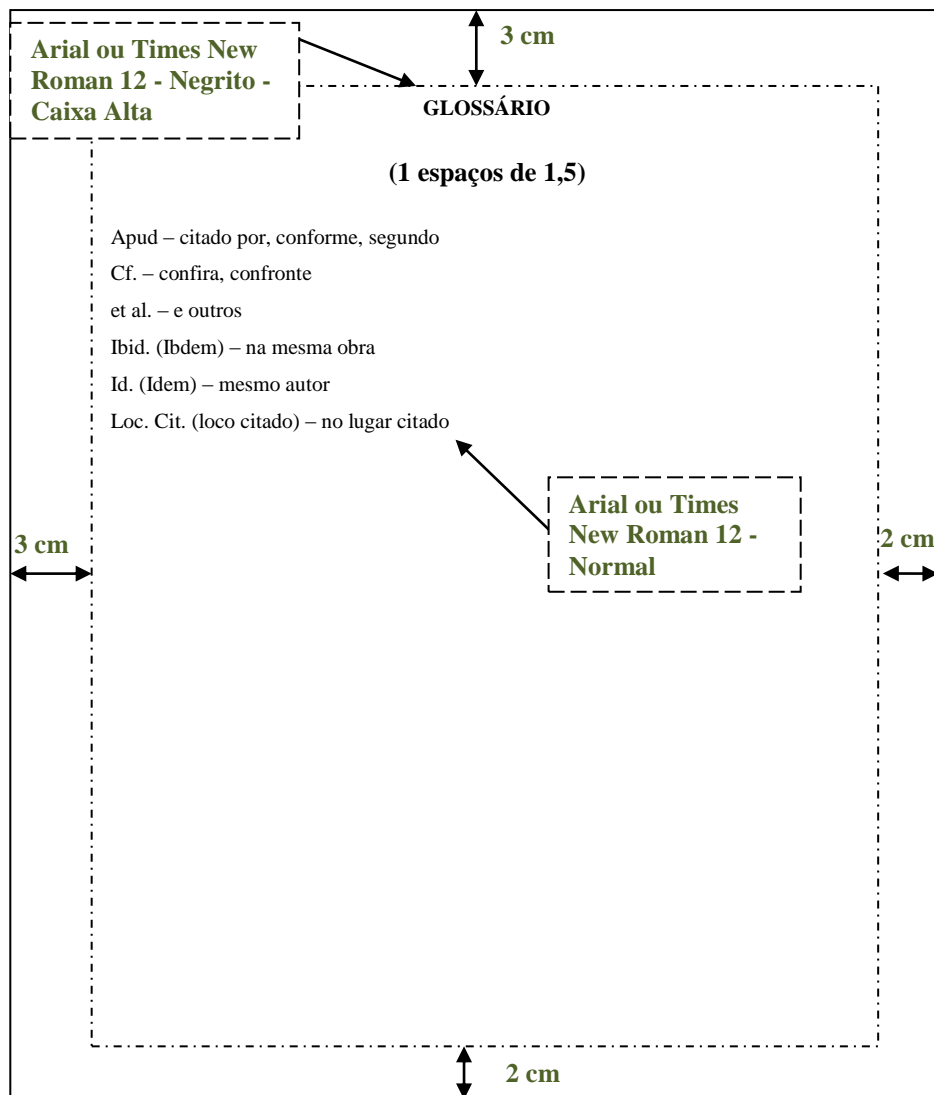 3 cm
Arial ou Times New
Roman 12 - Negrito -
Caixa Alta
GLOSSÁRIO
(1 espaços de 1,5)
Apud – citado por, conforme, segundo
Cf. – confira, confronte
et al. – e outros
Ibid. (Ibdem) – na mesma obra
Id. (Idem) – mesmo autor
Loc. Cit. (loco citado) – no lugar citado
Arial ou Times
New Roman 12 -
Normal
3 cm
2 cm
2 cm